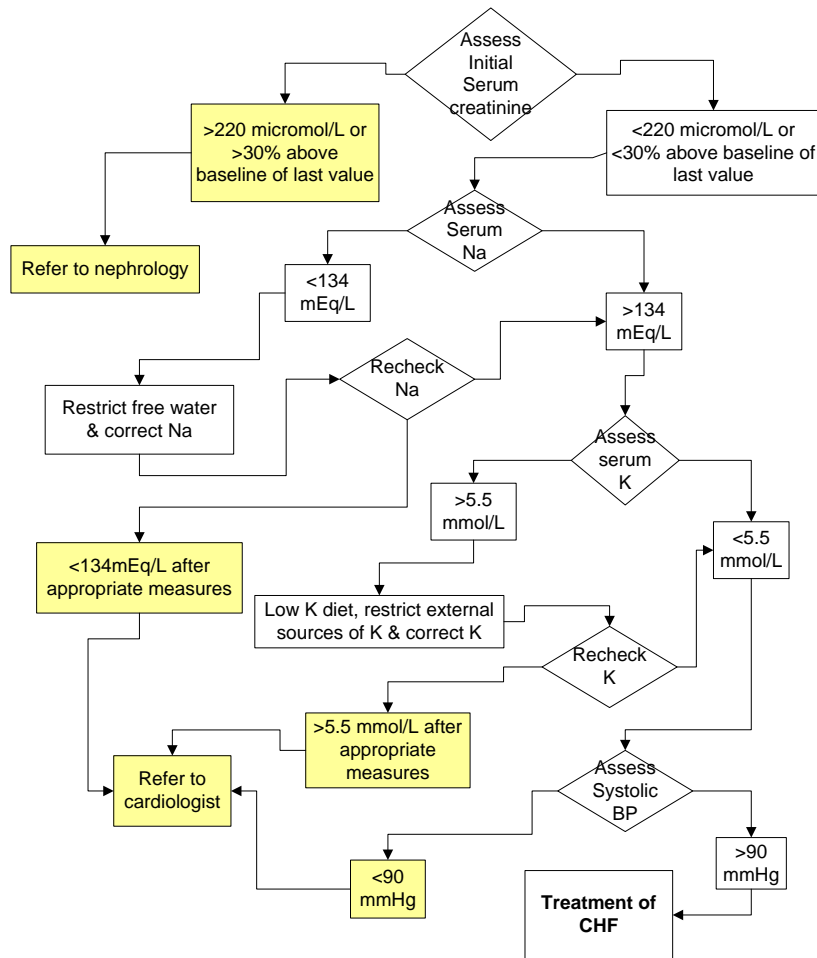 Assess
Initial
Serum
creatinine
>220 micromol/L or
>30% above
baseline of last value
<220 micromol/L or
<30% above baseline of
last value
Assess
Serum
Na
Refer to nephrology
<134
mEq/L
>134
mEq/L
Recheck
Na
Restrict free water
& correct Na
Assess
serum
K
>5.5
mmol/L
<5.5
mmol/L
<134mEq/L after
appropriate measures
Low K diet, restrict external
sources of K & correct K
Recheck
K
>5.5 mmol/L after
appropriate
measures
Refer to
cardiologist
Assess
Systolic
BP
<90
mmHg
>90
mmHg
Treatment of
CHF